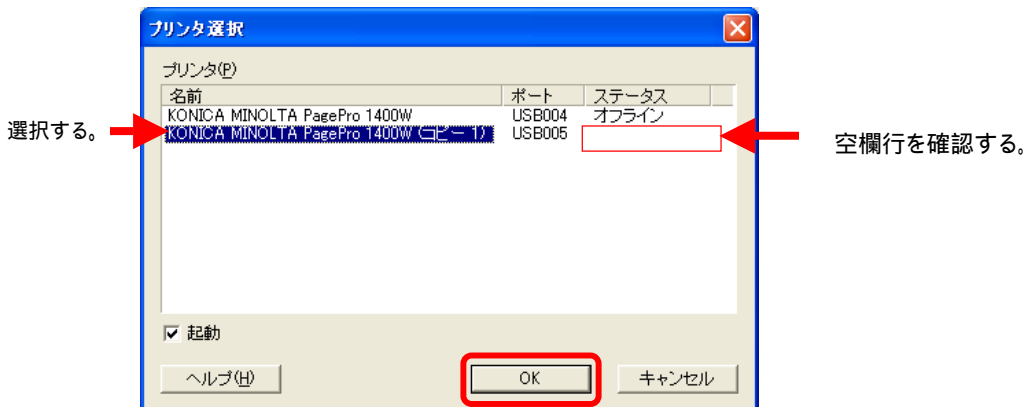 プリンタ選択
プリンタ(P)
名前 ポート ステータス
KONICA MINOLTA PagePro 1400W USB004 オフライン
選択する。
KONICA MINOLTA PagePro 1400W (コピー 1) USB005
空欄行を確認する。
起動
ヘルプ(H) OK キャンセル